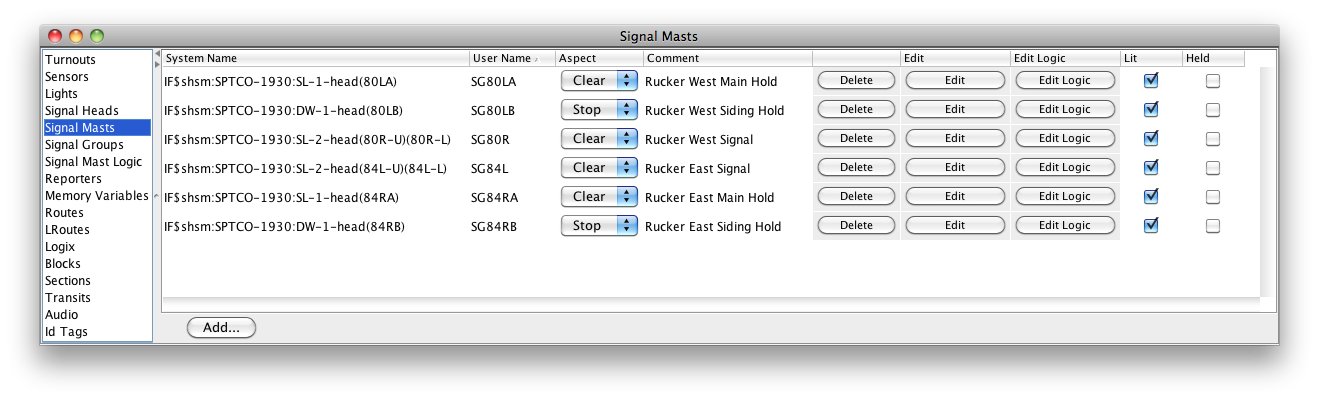 Signal Masts
Turnouts
Sensors
Lights
Signal Heads
Signal Masts
Signal Groups
Signal Mast Logic
Reporters
Memory Variables
Routes
LRoutes
Logix
Blocks
Sections
Transits
Audio
Id Tags
System Name User Name Aspect Comment Edit Edit Logic Lit Held
IF$shsm:SPTCO-1930:SL-1-head(80LA) SG80LA Clear Rucker West Main Hold Delete Edit Edit Logic
IF$shsm:SPTCO-1930:DW-1-head(80LB) SG80LB Stop Rucker West Siding Hold Delete Edit Edit Logic
IF$shsm:SPTCO-1930:SL-2-head(80R-U)(80R-L) SG80R Clear Rucker West Signal Delete Edit Edit Logic
IF$shsm:SPTCO-1930:SL-2-head(84L-U)(84L-L) SG84L Clear Rucker East Signal Delete Edit Edit Logic
IF$shsm:SPTCO-1930:SL-1-head(84RA) SG84RA Clear Rucker East Main Hold Delete Edit Edit Logic
IF$shsm:SPTCO-1930:DW-1-head(84RB) SG84RB Stop Rucker East Siding Hold Delete Edit Edit Logic
Add...